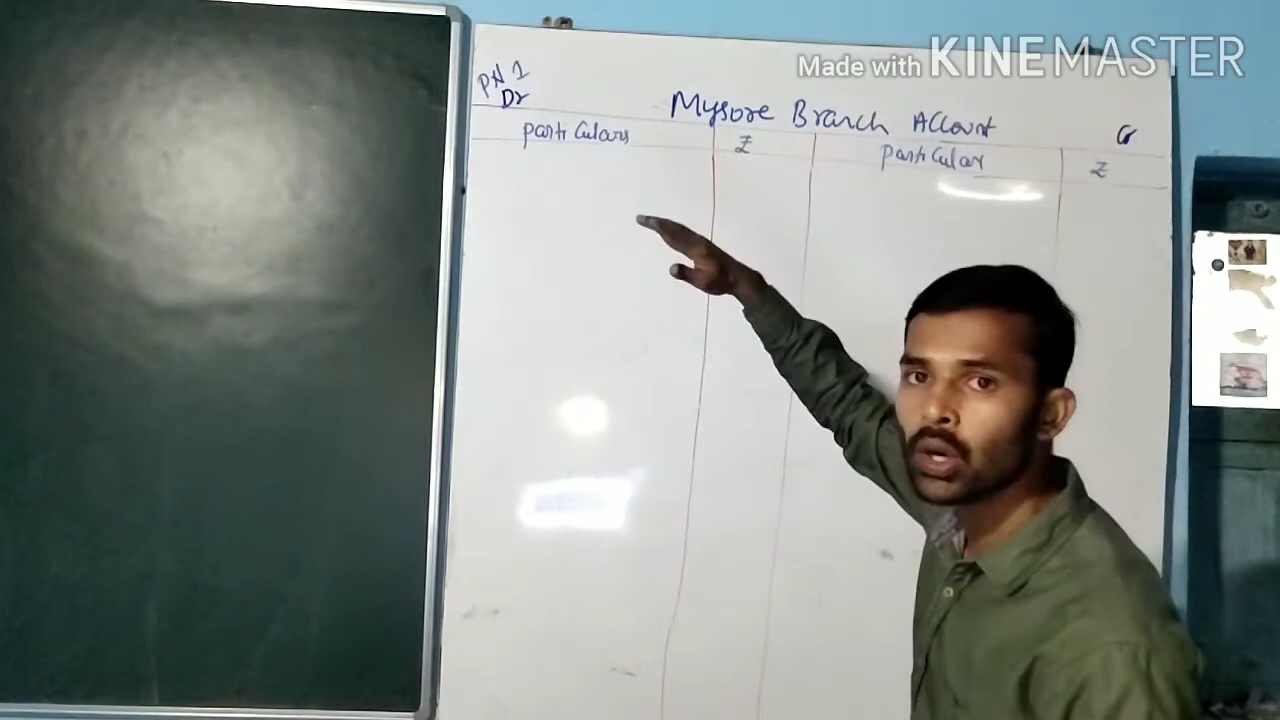 Made with KINEMASTER
PN 1
Dr Mysore Branch Account Cr
particulars ₹ particular ₹